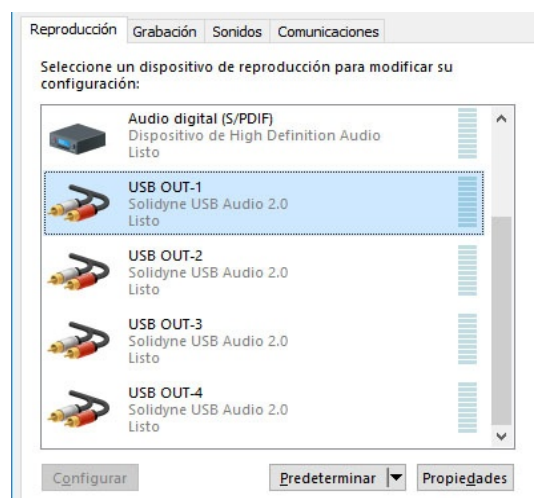 Reproducción Grabación Sonidos Comunicaciones
Seleccione un dispositivo de reproducción para modificar su
configuración:
Audio digital (S/PDIF)
Dispositivo de High Definition Audio
Listo
USB OUT-1
Solidyne USB Audio 2.0
Listo
USB OUT-2
Solidyne USB Audio 2.0
Listo
USB OUT-3
Solidyne USB Audio 2.0
Listo
USB OUT-4
Solidyne USB Audio 2.0
Listo
Configurar Predeterminar Propiedades